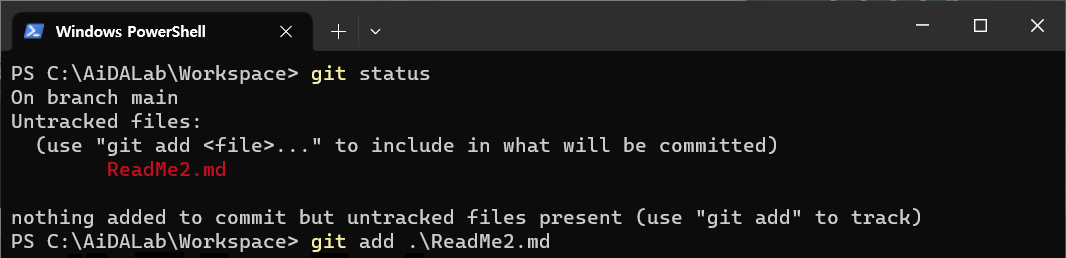 Windows PowerShell
PS C:\AiDALab\Workspace> git status
On branch main
Untracked files:
  (use "git add <file>..." to include in what will be committed)
        ReadMe2.md

nothing added to commit but untracked files present (use "git add" to track)
PS C:\AiDALab\Workspace> git add .\ReadMe2.md